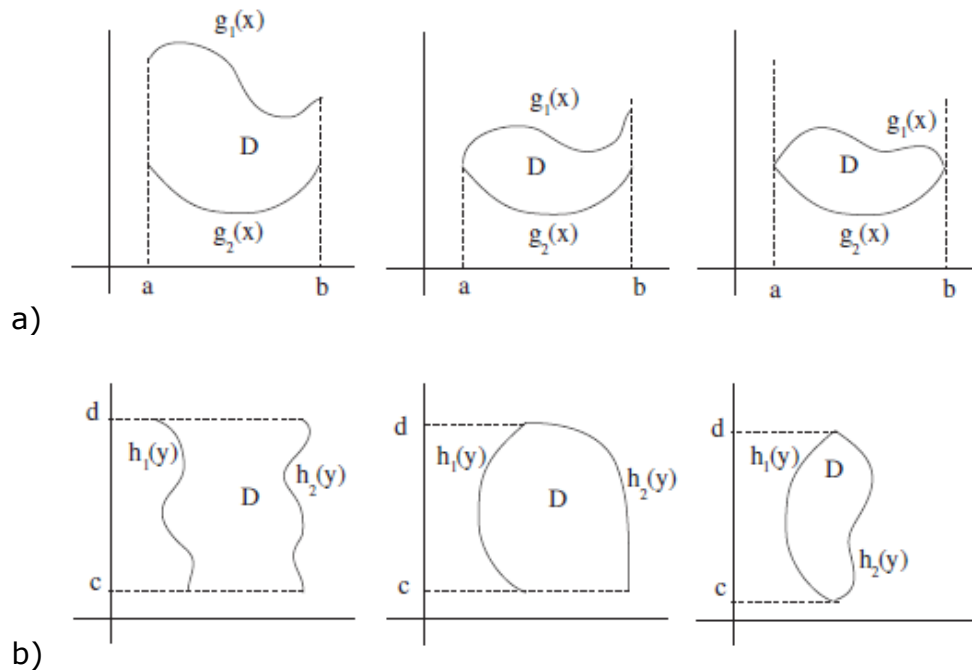 g₁(x)
D
g₂(x)
a b
g₁(x)
D
g₂(x)
a b
g₁(x)
D
g₂(x)
a b
a)
d
h₁(y)
h₂(y)
D
c
d
h₁(y)
h₂(y)
D
c
d
h₁(y)
D
h₂(y)
c
b)